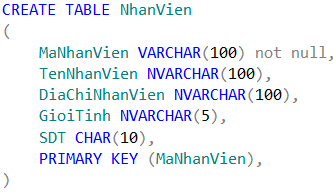 CREATE TABLE NhanVien
(
    MaNhanVien VARCHAR(100) not null,
    TenNhanVien NVARCHAR(100),
    DiaChiNhanVien NVARCHAR(100),
    GioiTinh NVARCHAR(5),
    SDT CHAR(10),
    PRIMARY KEY (MaNhanVien),
)